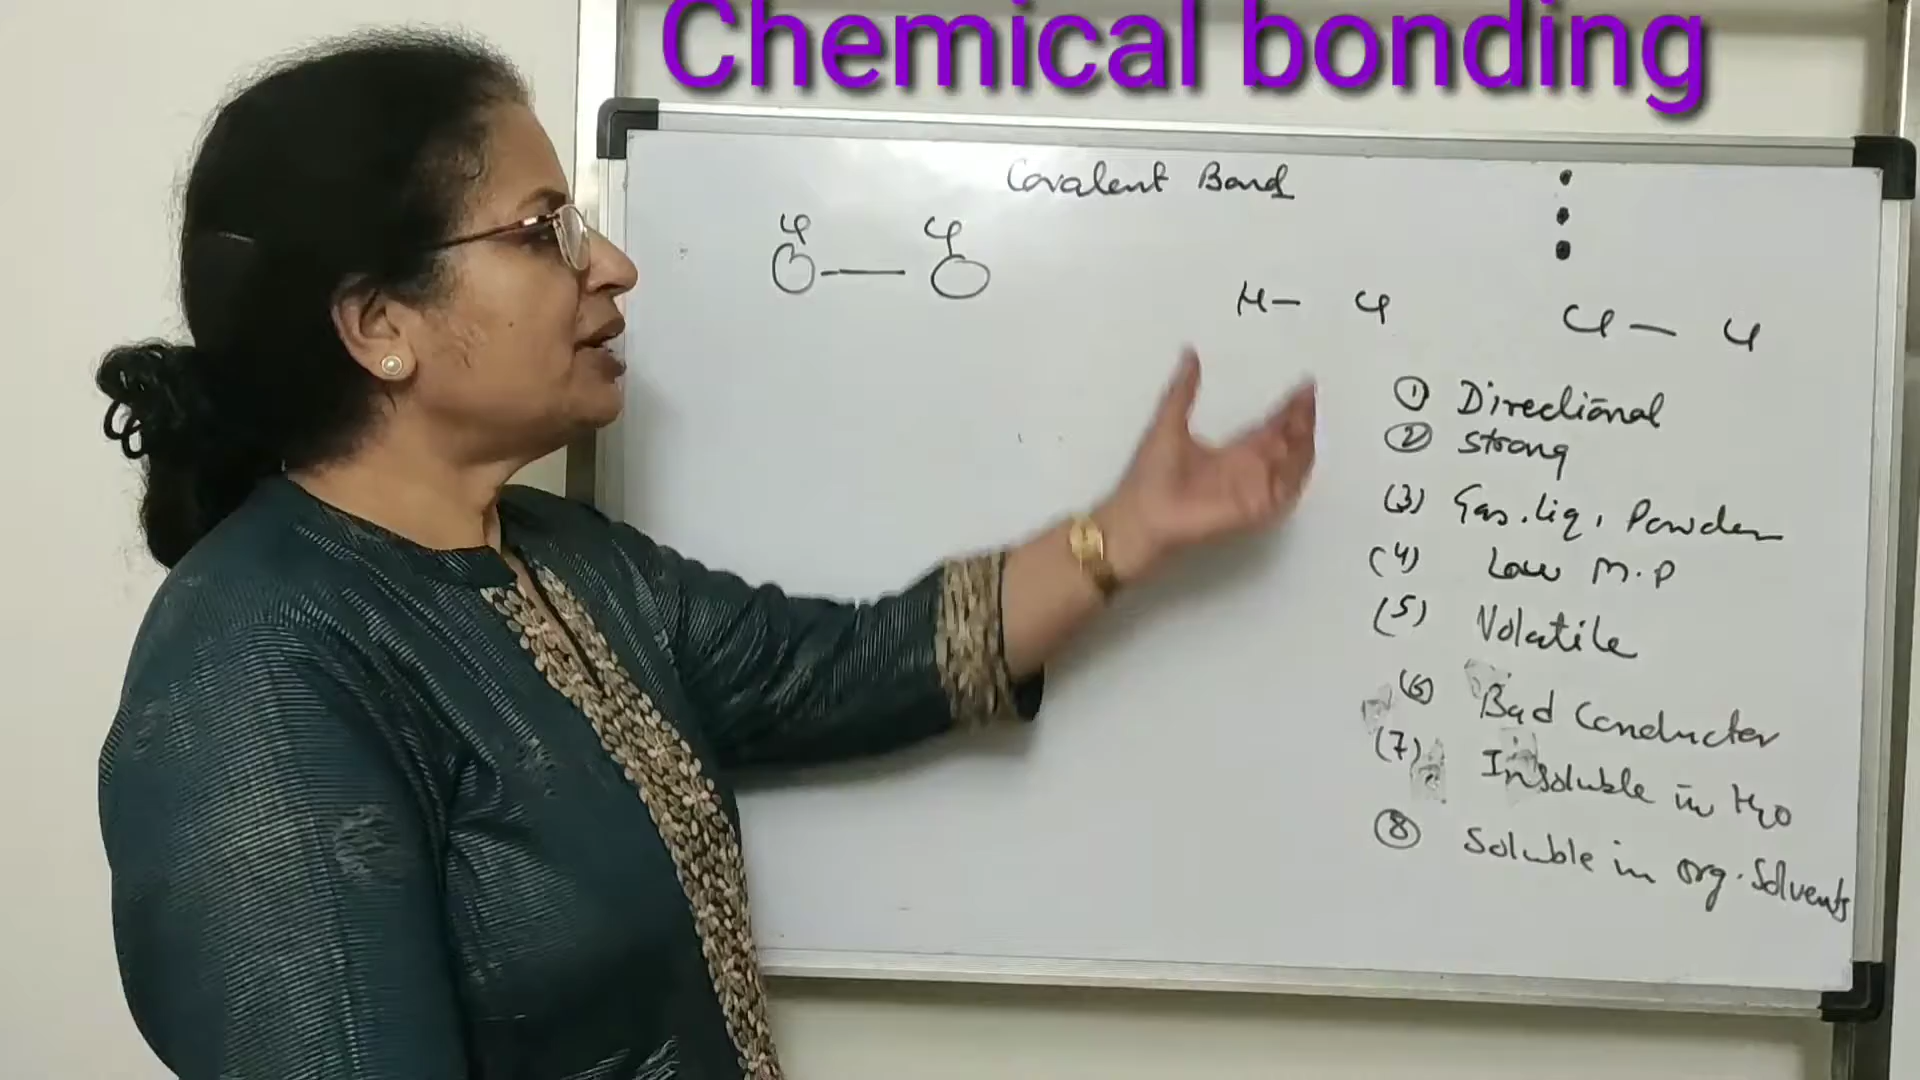 Chemical bonding
Covalent Bond
Cl Cl
H— Cl Cl — Cl
① Directional
② strong
(3) Gas. liq, Powder
(4) Low M.P
(5) Volatile
(6) Bad Conductor
(7) Insoluble in H2O
⑧ Soluble in org. Solvents